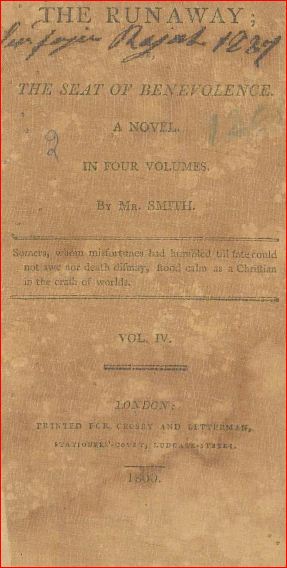 THE RUNAWAY;
THE SEAT OF BENEVOLENCE.
2
A NOVEL.
IN FOUR VOLUMES.
BY MR. SMITH.
Somers, whom misfortunes had humbled till fate could
not awe nor death dismay, stood calm as a Christian
in the crash of worlds.
VOL. IV.
LONDON:
PRINTED FOR CROSBY AND LETTERMAN,
STATIONERS'-COURT, LUDGATE-STREET.
1800.